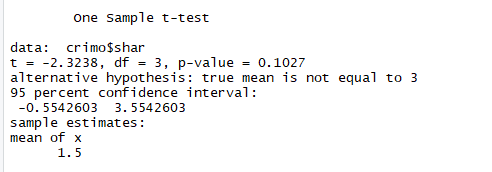 One Sample t-test
data:  crimo$shar
t = -2.3238, df = 3, p-value = 0.1027
alternative hypothesis: true mean is not equal to 3
95 percent confidence interval:
 -0.5542603  3.5542603
sample estimates:
mean of x
      1.5